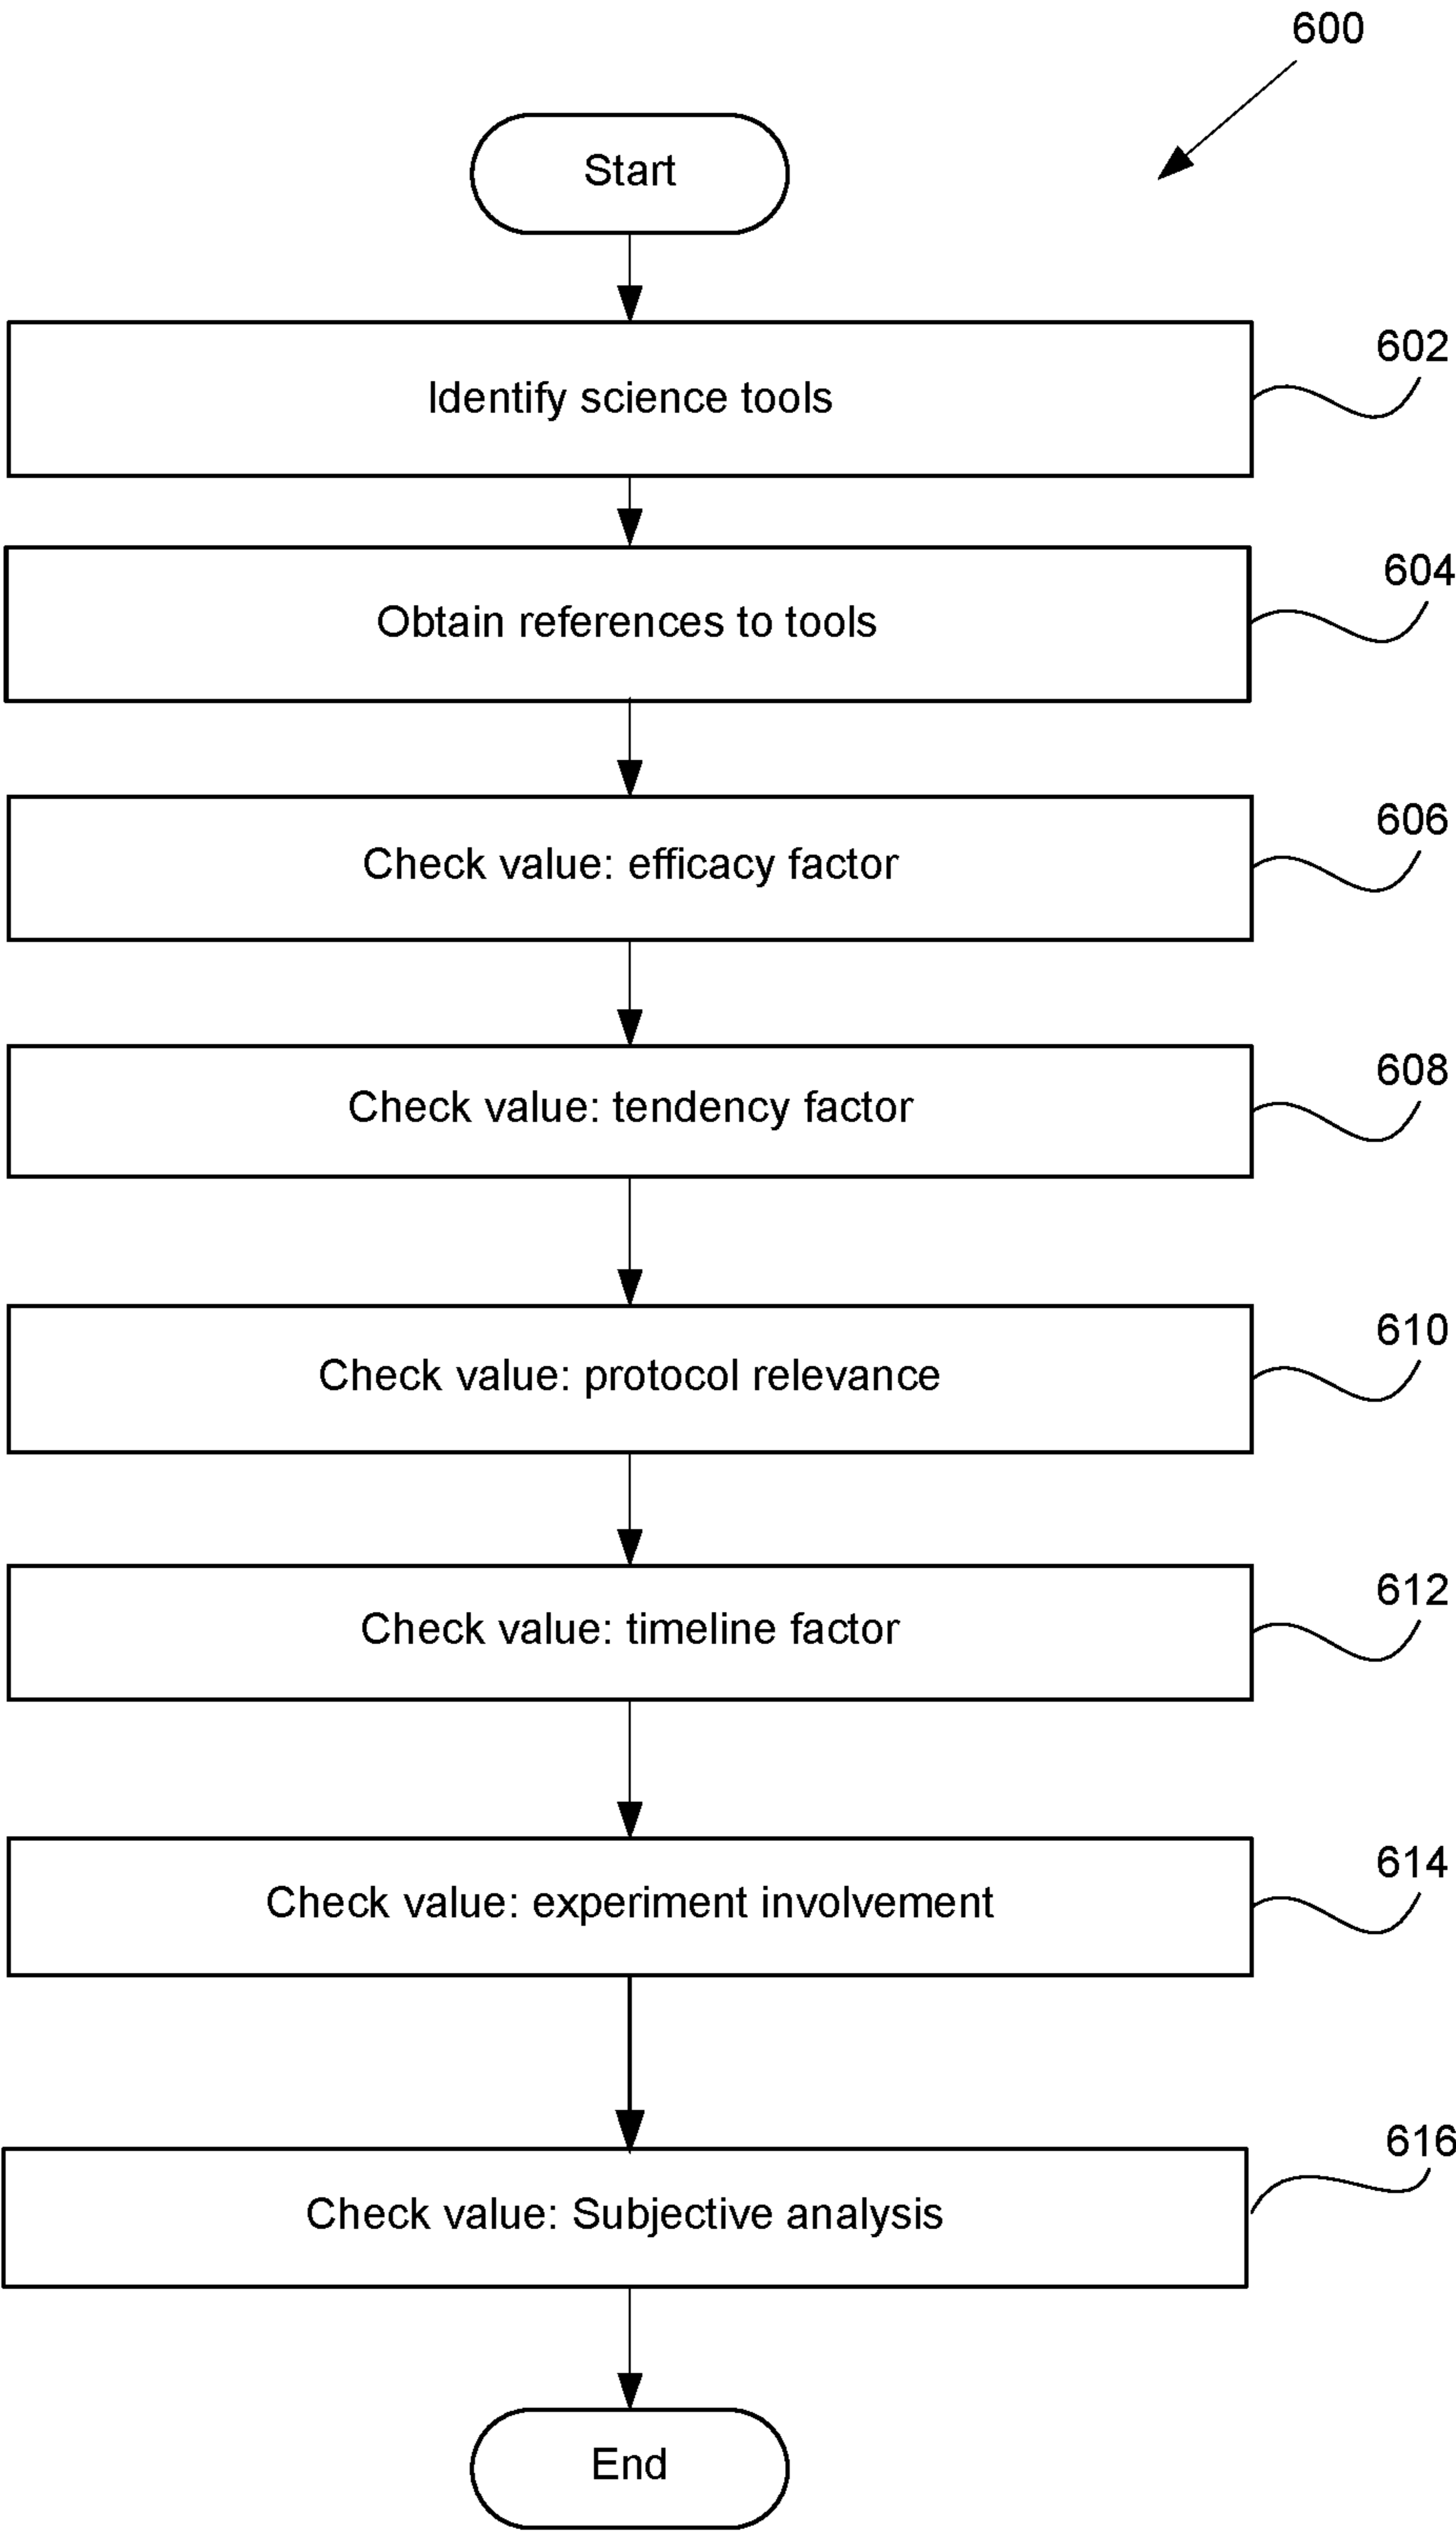 600
Start
Identify science tools
602
Obtain references to tools
604
Check value: efficacy factor
606
Check value: tendency factor
608
Check value: protocol relevance
610
Check value: timeline factor
612
Check value: experiment involvement
614
Check value: Subjective analysis
616
End